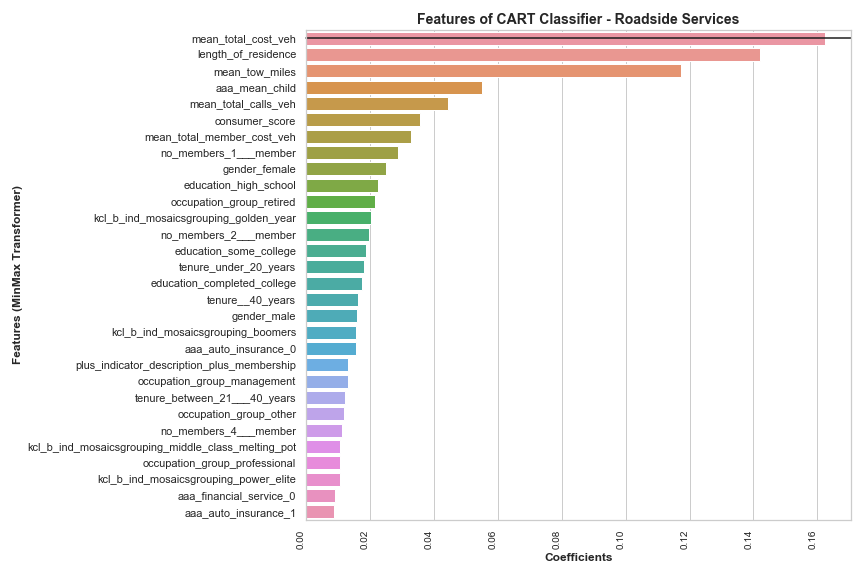 Features of CART Classifier - Roadside Services
Features (MinMax Transformer)
mean_total_cost_veh
length_of_residence
mean_tow_miles
aaa_mean_child
mean_total_calls_veh
consumer_score
mean_total_member_cost_veh
no_members_1___member
gender_female
education_high_school
occupation_group_retired
kcl_b_ind_mosaicsgrouping_golden_year
no_members_2___member
education_some_college
tenure_under_20_years
education_completed_college
tenure__40_years
gender_male
kcl_b_ind_mosaicsgrouping_boomers
aaa_auto_insurance_0
plus_indicator_description_plus_membership
occupation_group_management
tenure_between_21___40_years
occupation_group_other
no_members_4___member
kcl_b_ind_mosaicsgrouping_middle_class_melting_pot
occupation_group_professional
kcl_b_ind_mosaicsgrouping_power_elite
aaa_financial_service_0
aaa_auto_insurance_1
0.00 0.02 0.04 0.06 0.08 0.10 0.12 0.14 0.16
Coefficients